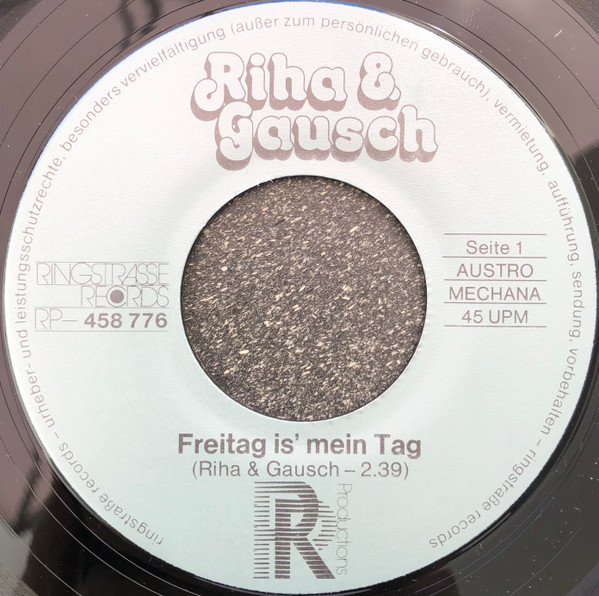 ringstraße records – urheber- und leistungsschutzrechte, besonders vervielfältigung (außer zum persönlichen gebrauch), vermietung, aufführung, sendung, vorbehalten – ringstraße records
Riha &
Gausch
RINGSTRASSE
RECORDS
RP– 458 776
Seite 1
AUSTRO
MECHANA
45 UPM
Freitag is' mein Tag
(Riha & Gausch – 2.39)
R
Productions